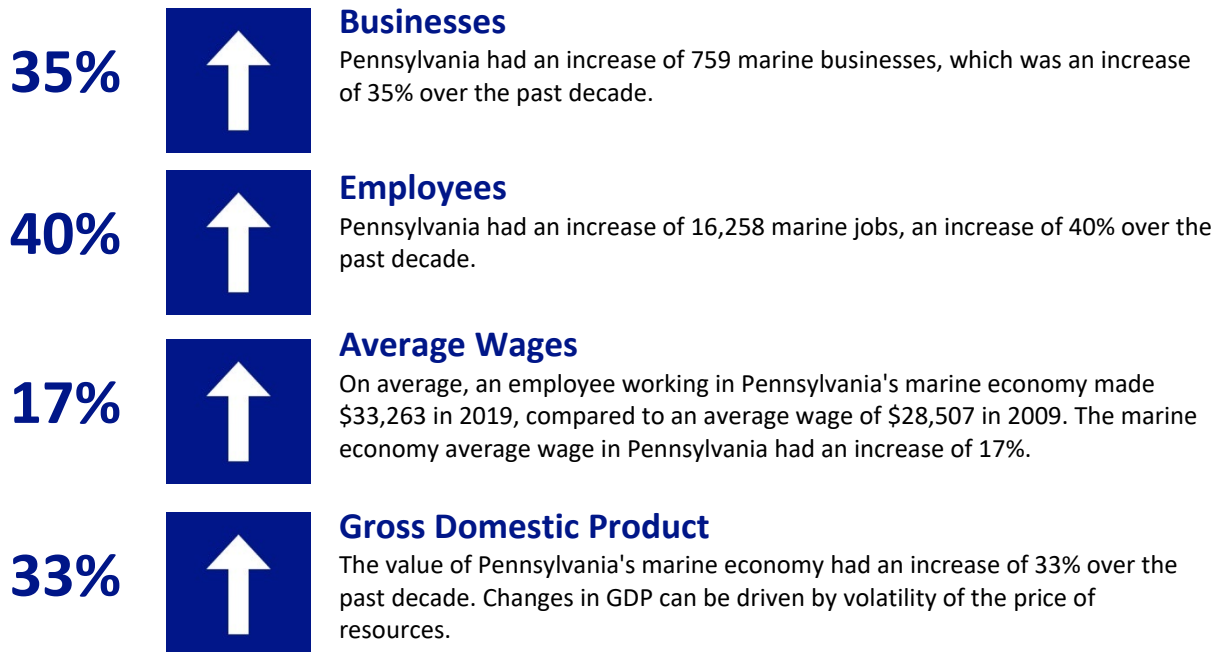 35%
Businesses
Pennsylvania had an increase of 759 marine businesses, which was an increase
of 35% over the past decade.
40%
Employees
Pennsylvania had an increase of 16,258 marine jobs, an increase of 40% over the
past decade.
17%
Average Wages
On average, an employee working in Pennsylvania's marine economy made
$33,263 in 2019, compared to an average wage of $28,507 in 2009. The marine
economy average wage in Pennsylvania had an increase of 17%.
33%
Gross Domestic Product
The value of Pennsylvania's marine economy had an increase of 33% over the
past decade. Changes in GDP can be driven by volatility of the price of
resources.